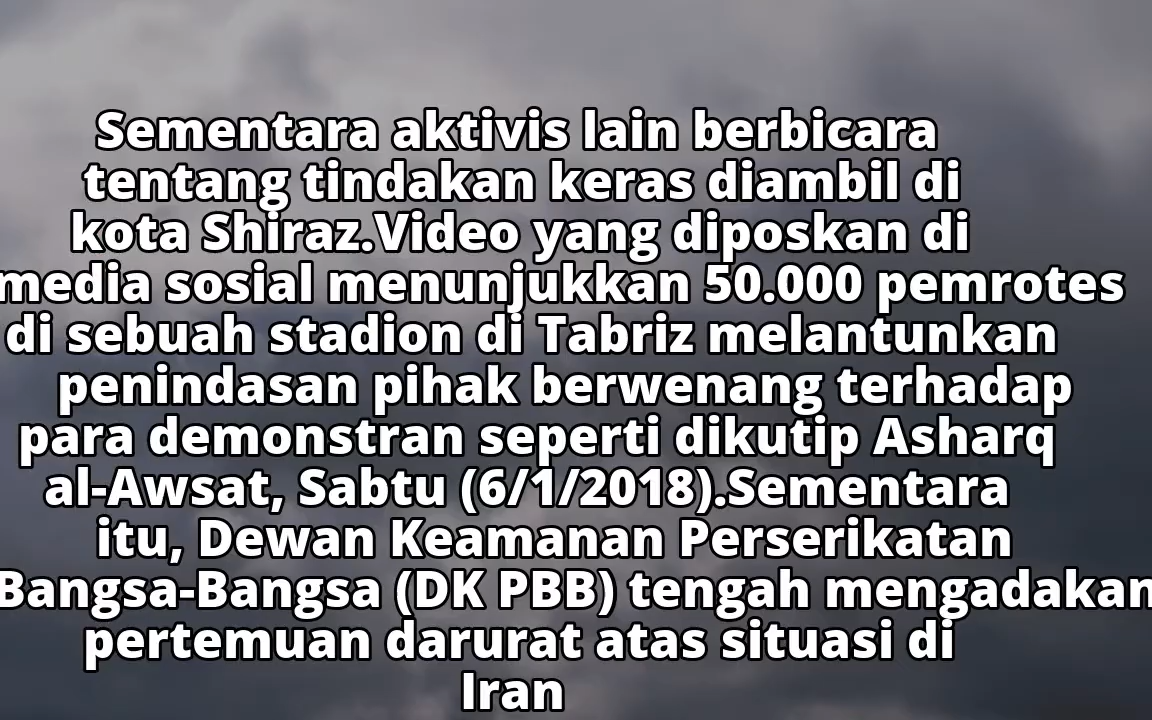 Sementara aktivis lain berbicara
tentang tindakan keras diambil di
kota Shiraz.Video yang diposkan di
media sosial menunjukkan 50.000 pemrotes
di sebuah stadion di Tabriz melantunkan
penindasan pihak berwenang terhadap
para demonstran seperti dikutip Asharq
al-Awsat, Sabtu (6/1/2018).Sementara
itu, Dewan Keamanan Perserikatan
Bangsa-Bangsa (DK PBB) tengah mengadakan
pertemuan darurat atas situasi di
Iran